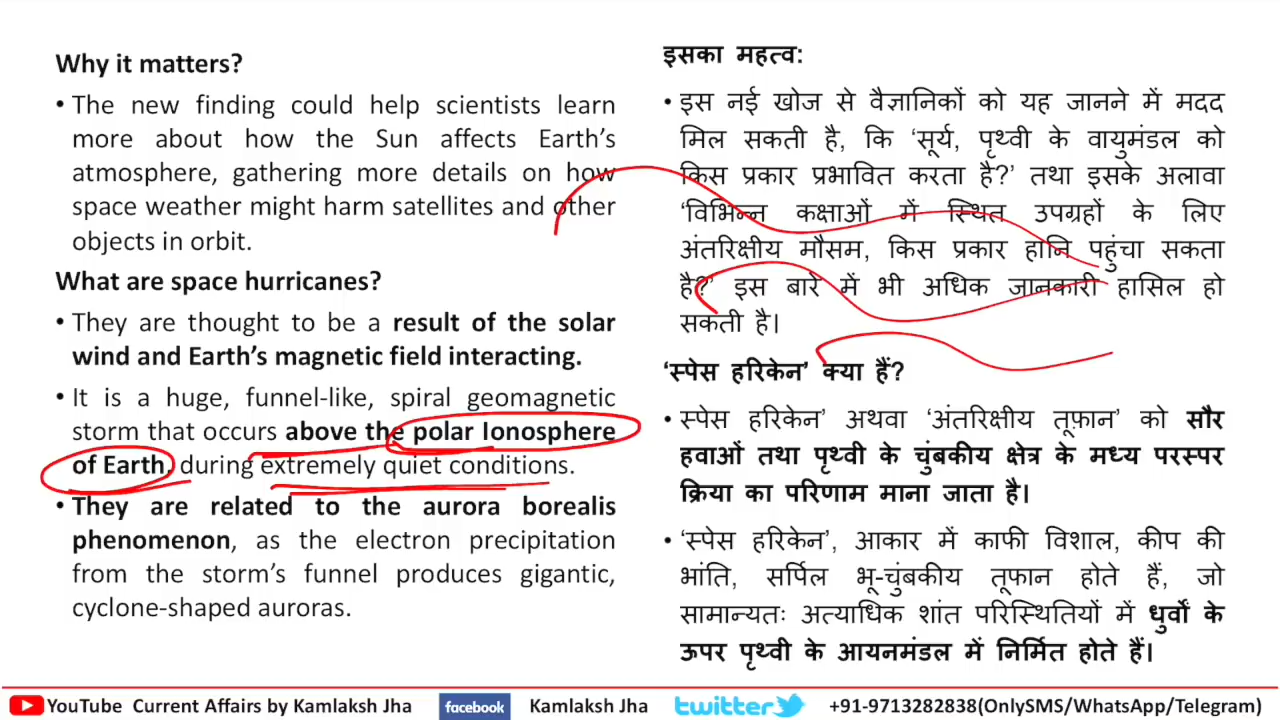 Why it matters?
• The new finding could help scientists learn
more about how the Sun affects Earth's
atmosphere, gathering more details on how
space weather might harm satellites and other
objects in orbit.
What are space hurricanes?
• They are thought to be a result of the solar
wind and Earth's magnetic field interacting.
• It is a huge, funnel-like, spiral geomagnetic
storm that occurs above the polar Ionosphere
of Earth, during extremely quiet conditions.
• They are related to the aurora borealis
phenomenon, as the electron precipitation
from the storm's funnel produces gigantic,
cyclone-shaped auroras.
इसका महत्व:
• इस नई खोज से वैज्ञानिकों को यह जानने में मदद
मिल सकती है, कि 'सूर्य, पृथ्वी के वायुमंडल को
किस प्रकार प्रभावित करता है?' तथा इसके अलावा
'विभिन्न कक्षाओं में स्थित उपग्रहों के लिए
अंतरिक्षीय मौसम, किस प्रकार हानि पहुंचा सकता
है?' इस बारे में भी अधिक जानकारी हासिल हो
सकती है।
'स्पेस हरिकेन' क्या हैं?
• स्पेस हरिकेन' अथवा 'अंतरिक्षीय तूफ़ान' को सौर
हवाओं तथा पृथ्वी के चुंबकीय क्षेत्र के मध्य परस्पर
क्रिया का परिणाम माना जाता है।
• 'स्पेस हरिकेन', आकार में काफी विशाल, कीप की
भांति, सर्पिल भू-चुंबकीय तूफान होते हैं, जो
सामान्यतः अत्याधिक शांत परिस्थितियों में धुर्वों के
ऊपर पृथ्वी के आयनमंडल में निर्मित होते हैं।
YouTube Current Affairs by Kamlaksh Jha facebook Kamlaksh Jha twitter +91-9713282838(OnlySMS/WhatsApp/Telegram)